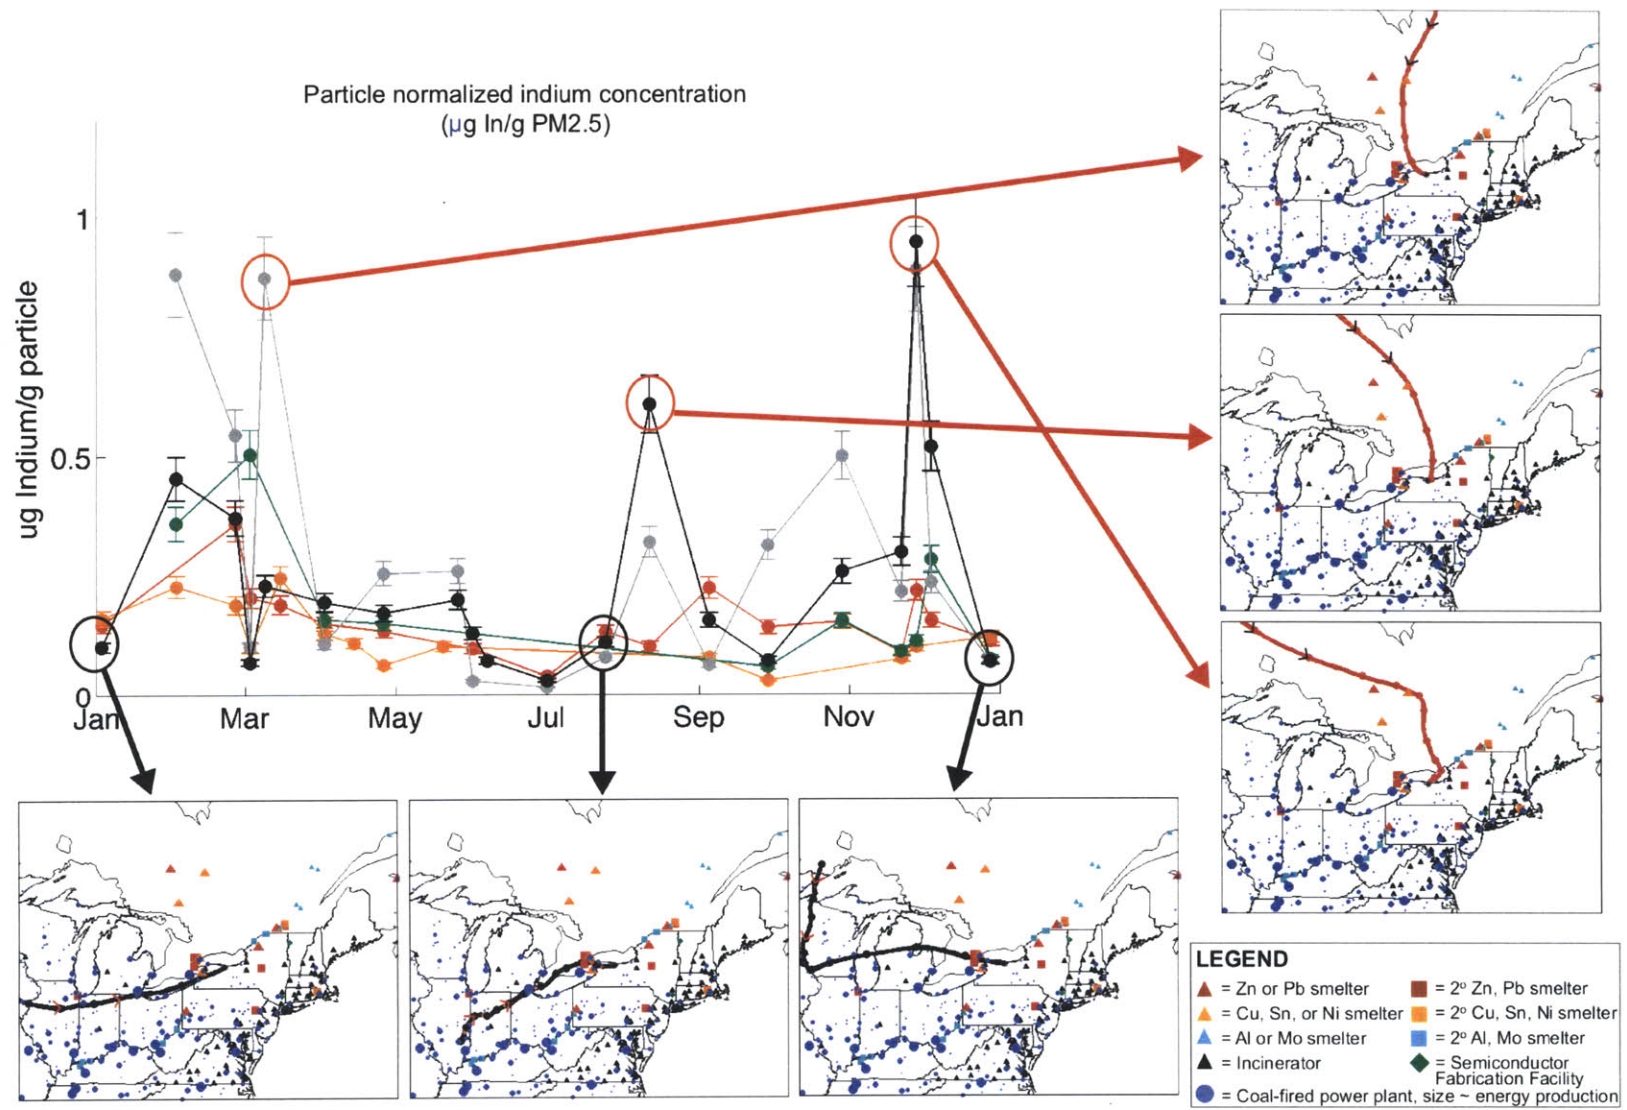 Particle normalized indium concentration
(µg In/g PM2.5)
ug Indium/g particle
1
0.5
0
Jan
Mar
May
Jul
Sep
Nov
Jan
LEGEND
= Zn or Pb smelter
= 2º Zn, Pb smelter
= Cu, Sn, or Ni smelter
= 2º Cu, Sn, Ni smelter
= Al or Mo smelter
= 2º Al, Mo smelter
= Incinerator
= Semiconductor
Fabrication Facility
= Coal-fired power plant, size ~ energy production